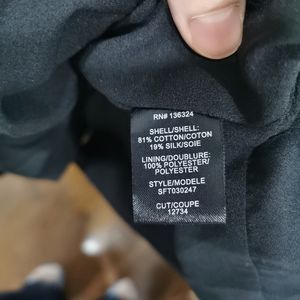 RN# 136324
SHELL/SHELL:
81% COTTON/COTON
19% SILK/SOIE
LINING/DOUBLURE:
100% POLYESTER/
POLYESTER
STYLE/MODELE
SFT030247
CUT/COUPE
12734